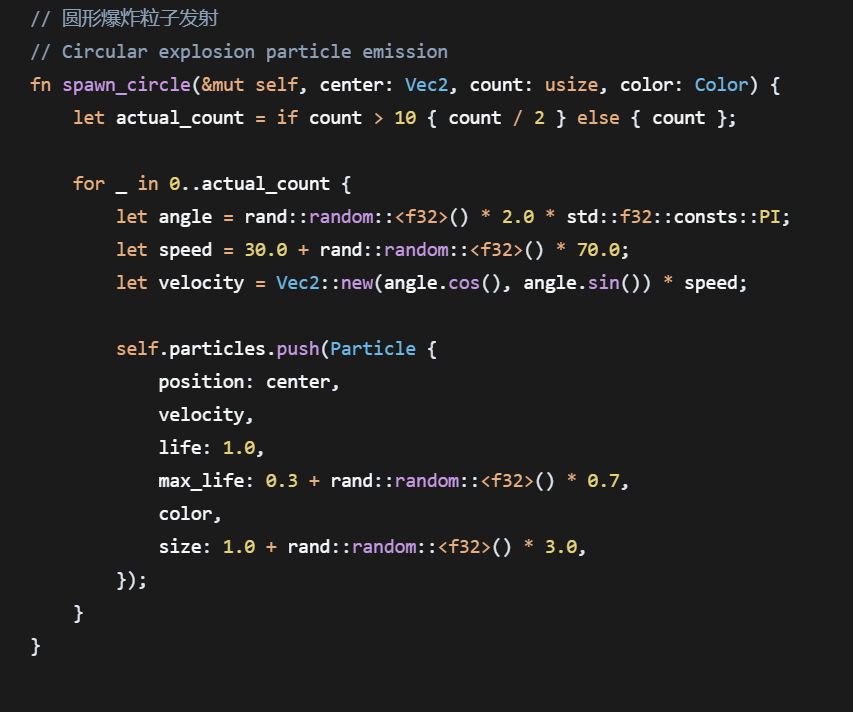 // 圆形爆炸粒子发射
// Circular explosion particle emission
fn spawn_circle(&mut self, center: Vec2, count: usize, color: Color) {
    let actual_count = if count > 10 { count / 2 } else { count };

    for _ in 0..actual_count {
        let angle = rand::random::<f32>() * 2.0 * std::f32::consts::PI;
        let speed = 30.0 + rand::random::<f32>() * 70.0;
        let velocity = Vec2::new(angle.cos(), angle.sin()) * speed;

        self.particles.push(Particle {
            position: center,
            velocity,
            life: 1.0,
            max_life: 0.3 + rand::random::<f32>() * 0.7,
            color,
            size: 1.0 + rand::random::<f32>() * 3.0,
        });
    }
}